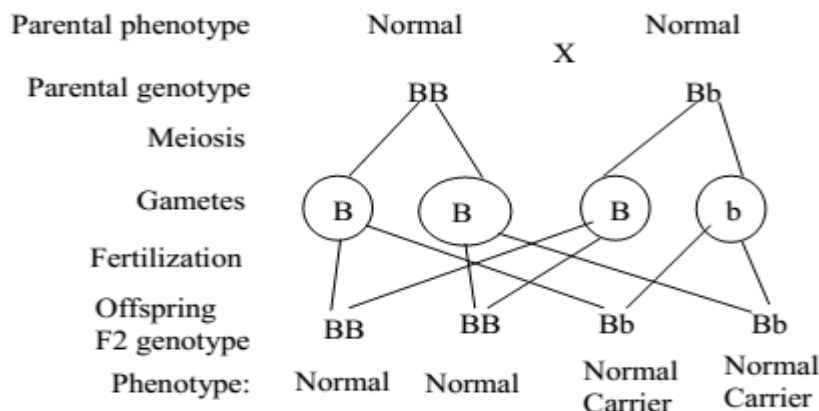 Parental phenotype Normal Normal
X
Parental genotype BB Bb
Meiosis
Gametes B B B b
Fertilization
Offspring
F2 genotype BB BB Bb Bb
Phenotype: Normal Normal Normal Carrier Normal Carrier